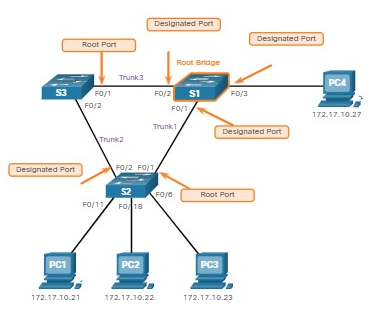 Designated Port
Designated Port
Root Port
Root Bridge
Trunk3
S3
F0/1
F0/2
S1
F0/3
PC4
F0/2
F0/1
172.17.10.27
Trunk1
Designated Port
Trunk2
Designated Port
F0/2
F0/1
S2
F0/6
Root Port
F0/11
F0/18
PC1
PC2
PC3
172.17.10.21
172.17.10.22
172.17.10.23